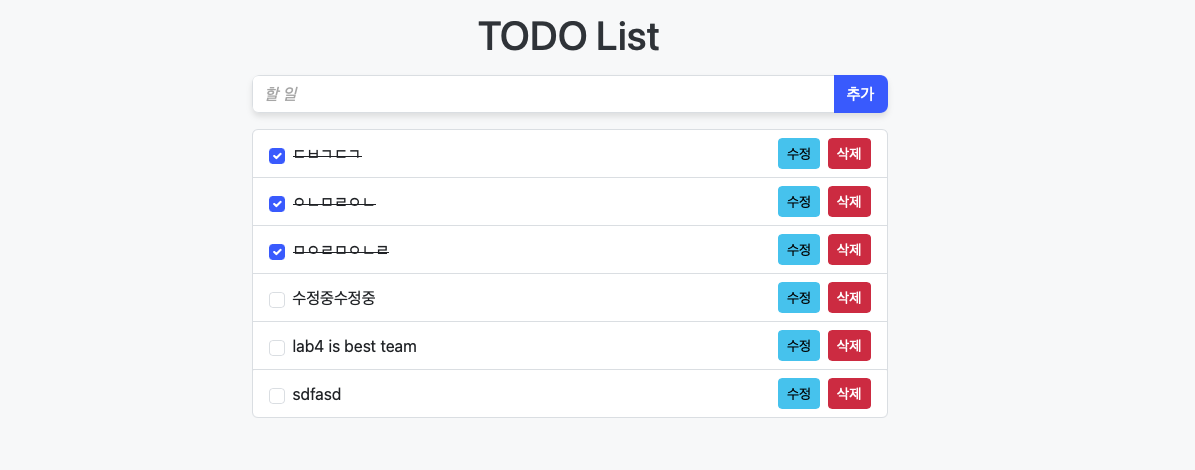 TODO List
할 일 추가
ㄷㅂㄱㄷㄱ 수정 삭제
ㅇㄴㅁㄹㅇㄴ 수정 삭제
ㅁㅇㄹㅁㅇㄴㄹ 수정 삭제
수정중수정중 수정 삭제
lab4 is best team 수정 삭제
sdfasd 수정 삭제